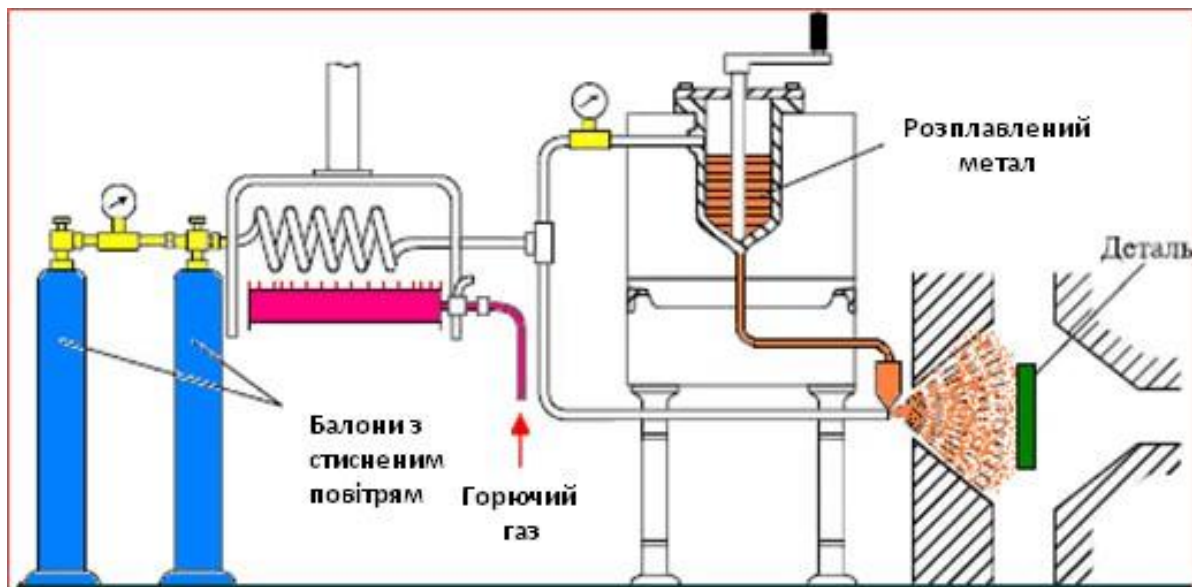 Розплавлений
метал
Деталь
Балони з
стисненим
повітрям
Горючий
газ